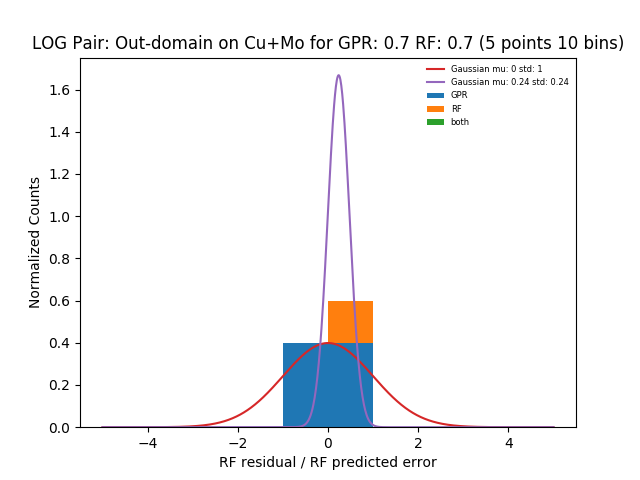 LOG Pair: Out-domain on Cu+Mo for GPR: 0.7 RF: 0.7 (5 points 10 bins)
Gaussian mu: 0 std: 1
Gaussian mu: 0.24 std: 0.24
GPR
RF
both
Normalized Counts
1.6
1.4
1.2
1.0
0.8
0.6
0.4
0.2
0.0
−4 −2 0 2 4
RF residual / RF predicted error